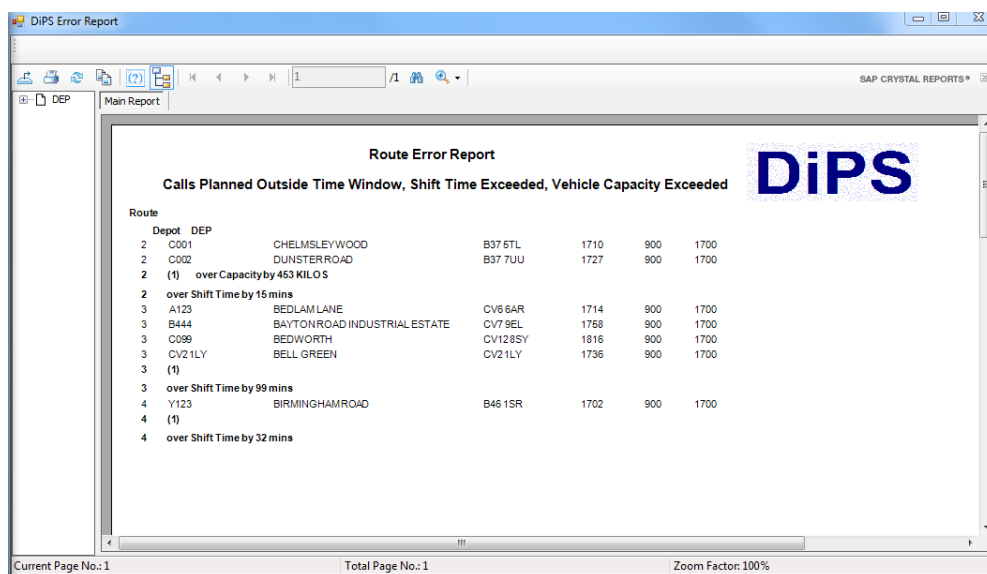 DiPS Error Report
1 /1 SAP CRYSTAL REPORTS®
DEP
Main Report
Route Error Report
DiPS
Calls Planned Outside Time Window, Shift Time Exceeded, Vehicle Capacity Exceeded
Route
Depot DEP
2 C001 CHELMSLEY WOOD B37 5TL 1710 900 1700
2 C002 DUNSTER ROAD B37 7UU 1727 900 1700
2 (1) over Capacity by 453 KILOS
2 over Shift Time by 15 mins
3 A123 BEDLAM LANE CV6 6AR 1714 900 1700
3 B444 BAYTON ROAD INDUSTRIAL ESTATE CV7 9EL 1758 900 1700
3 C099 BEDWORTH CV12 8SY 1816 900 1700
3 CV2 1LY BELL GREEN CV2 1LY 1736 900 1700
3 (1)
3 over Shift Time by 99 mins
4 Y123 BIRMINGHAM ROAD B46 1SR 1702 900 1700
4 (1)
4 over Shift Time by 32 mins
Current Page No.: 1 Total Page No.: 1 Zoom Factor: 100%